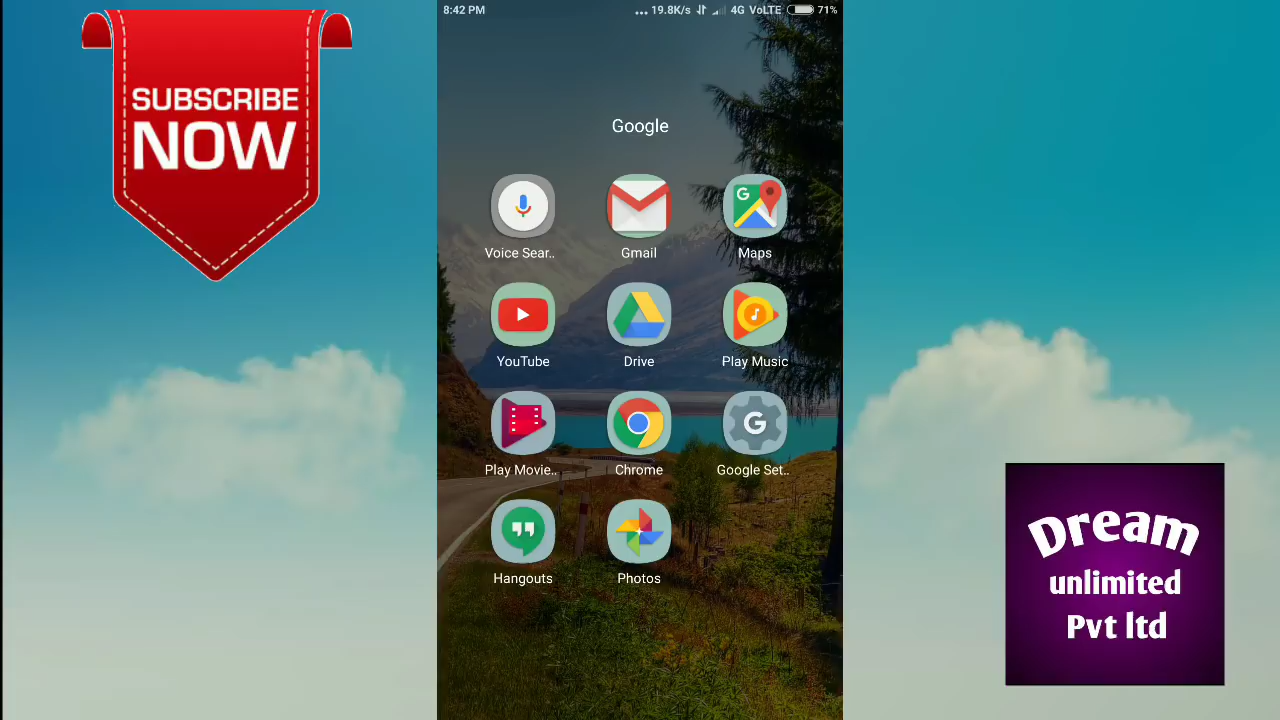 SUBSCRIBE
NOW
8:42 PM ... 19.8K/s 4G VoLTE 71%
Google
Voice Sear.. Gmail Maps
G
YouTube Drive Play Music
G
Play Movie.. Chrome Google Set..
Hangouts Photos
Dream
unlimited
Pvt ltd